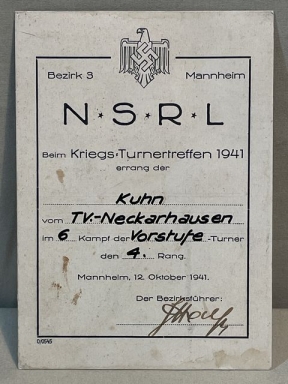 Bezirk 3 Mannheim
N·S·R·L
Beim Kriegs-Turnertreffen 1941
errang der
Kuhn
vom TV.-Neckarhausen
im 6 Kampf der Vorstufe-Turner
den 4. Rang.
Mannheim, 12. Oktober 1941.
Der Bezirksführer: